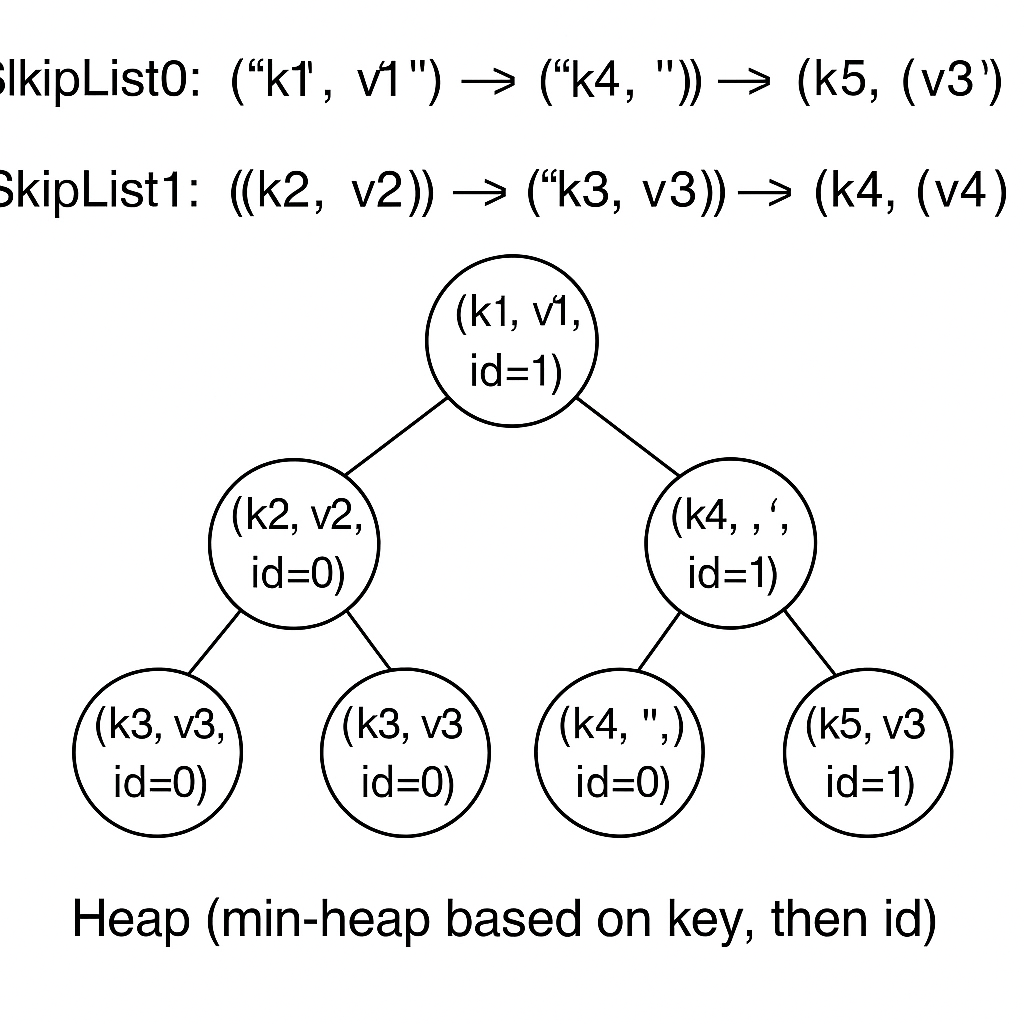 SlkipList0: (“k1', v1") → (“k4, ")) → (k5, (v3')
SkipList1: ((k2, v2)) → (“k3, v3)) → (k4, (v4)
(k1, v1,
id=1)
(k2, v2,
id=0)
(k4, , ‘,
id=1)
(k3, v3,
id=0)
(k3, v3
id=0)
(k4, ",)
id=0)
(k5, v3
id=1)
Heap (min-heap based on key, then id)